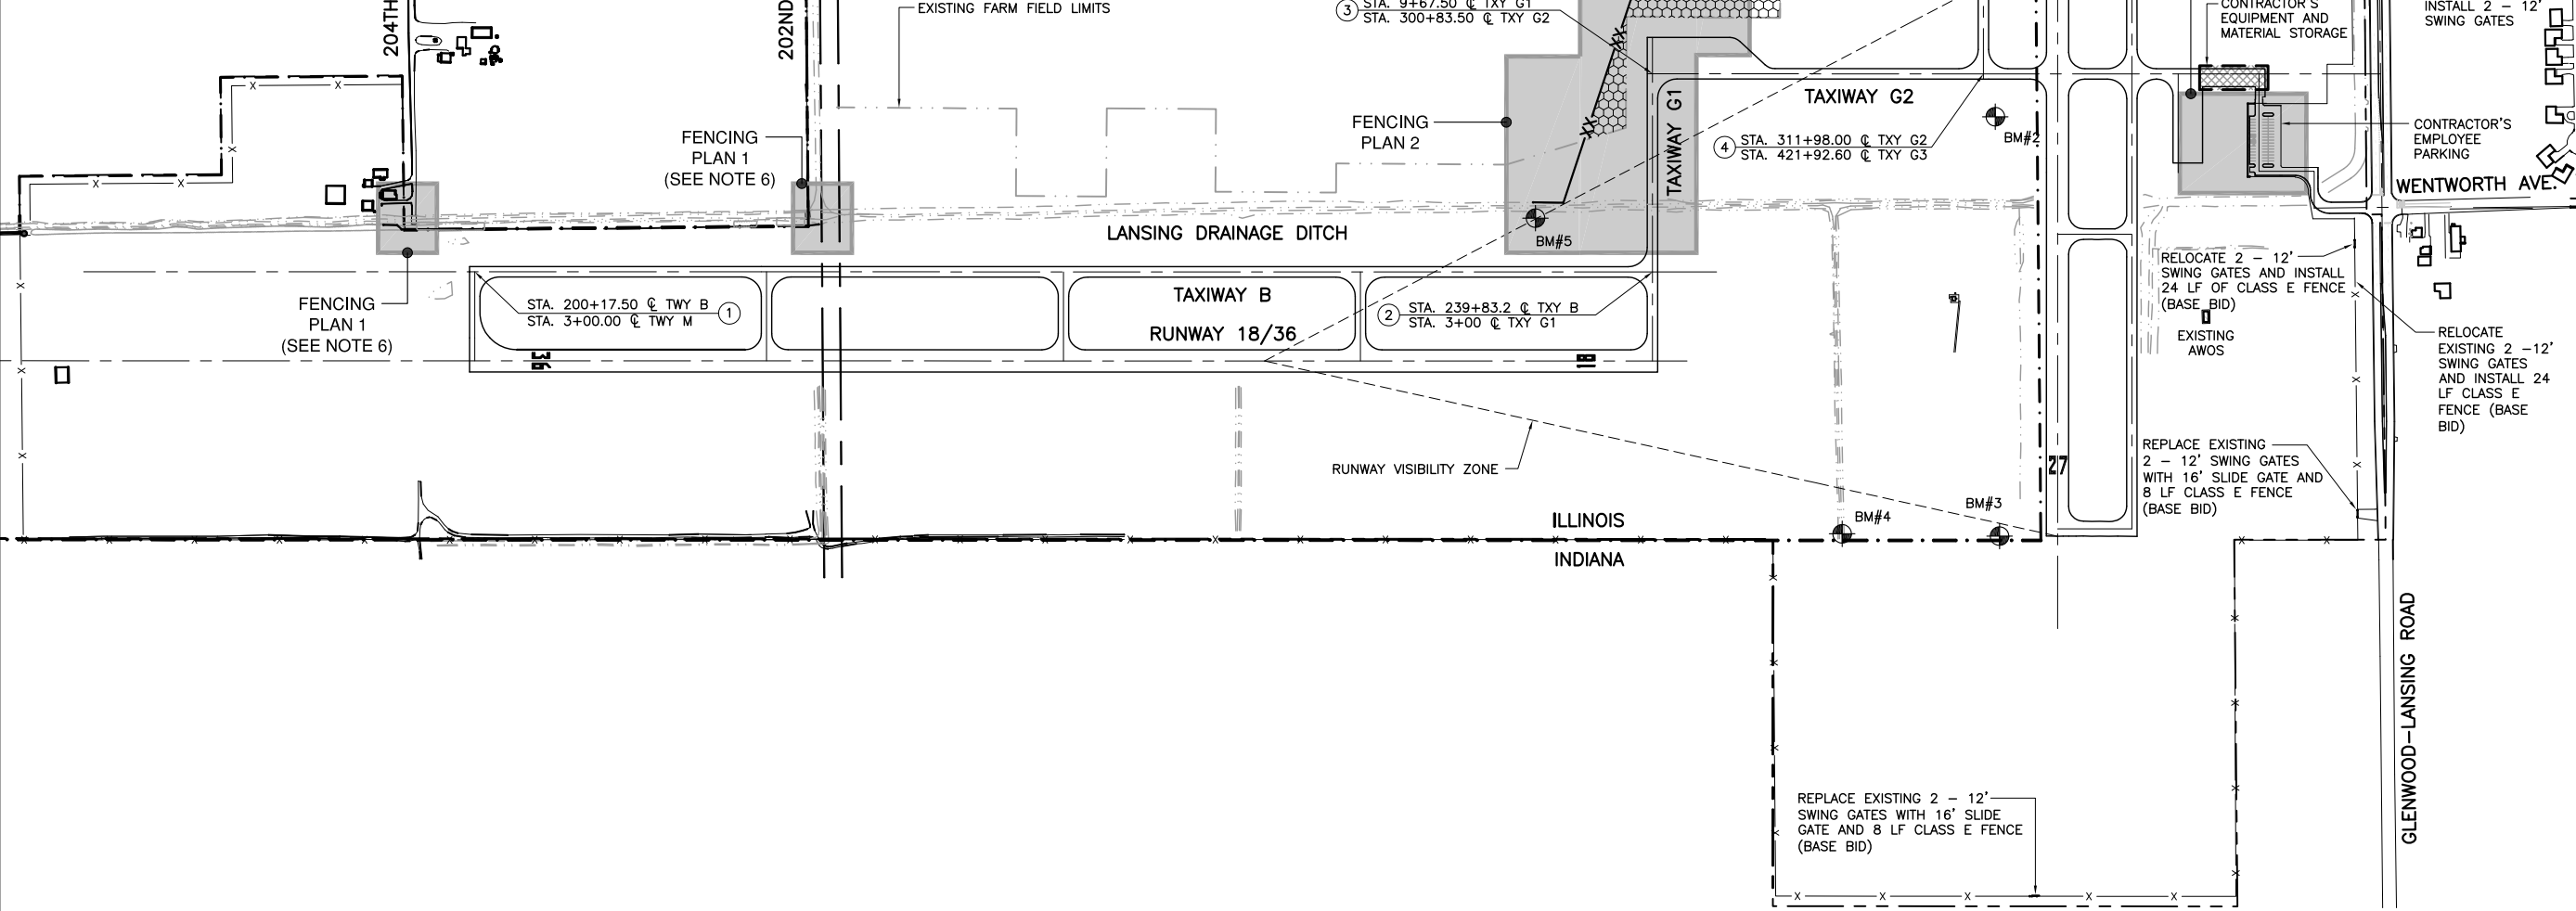 EXISTING FARM FIELD LIMITS
204TH
202ND
3
STA. 9+67.50 ℄ TXY G1
STA. 300+83.50 ℄ TXY G2
CONTRACTOR'S
EQUIPMENT AND
MATERIAL STORAGE
INSTALL 2 – 12'
SWING GATES
FENCING
PLAN 1
(SEE NOTE 6)
FENCING
PLAN 2
TAXIWAY G1
TAXIWAY G2
BM#2
4
STA. 311+98.00 ℄ TXY G2
STA. 421+92.60 ℄ TXY G3
CONTRACTOR'S
EMPLOYEE
PARKING
WENTWORTH AVE.
LANSING DRAINAGE DITCH
BM#5
FENCING
PLAN 1
(SEE NOTE 6)
STA. 200+17.50 ℄ TWY B
STA. 3+00.00 ℄ TWY M
1
TAXIWAY B
RUNWAY 18/36
2
STA. 239+83.2 ℄ TXY B
STA. 3+00 ℄ TXY G1
36
18
RELOCATE 2 – 12'
SWING GATES AND INSTALL
24 LF OF CLASS E FENCE
(BASE BID)
EXISTING
AWOS
RELOCATE
EXISTING 2 –12'
SWING GATES
AND INSTALL 24
LF CLASS E
FENCE (BASE
BID)
RUNWAY VISIBILITY ZONE
27
REPLACE EXISTING
2 – 12' SWING GATES
WITH 16' SLIDE GATE AND
8 LF CLASS E FENCE
(BASE BID)
BM#4
BM#3
ILLINOIS
INDIANA
GLENWOOD–LANSING ROAD
REPLACE EXISTING 2 – 12'
SWING GATES WITH 16' SLIDE
GATE AND 8 LF CLASS E FENCE
(BASE BID)